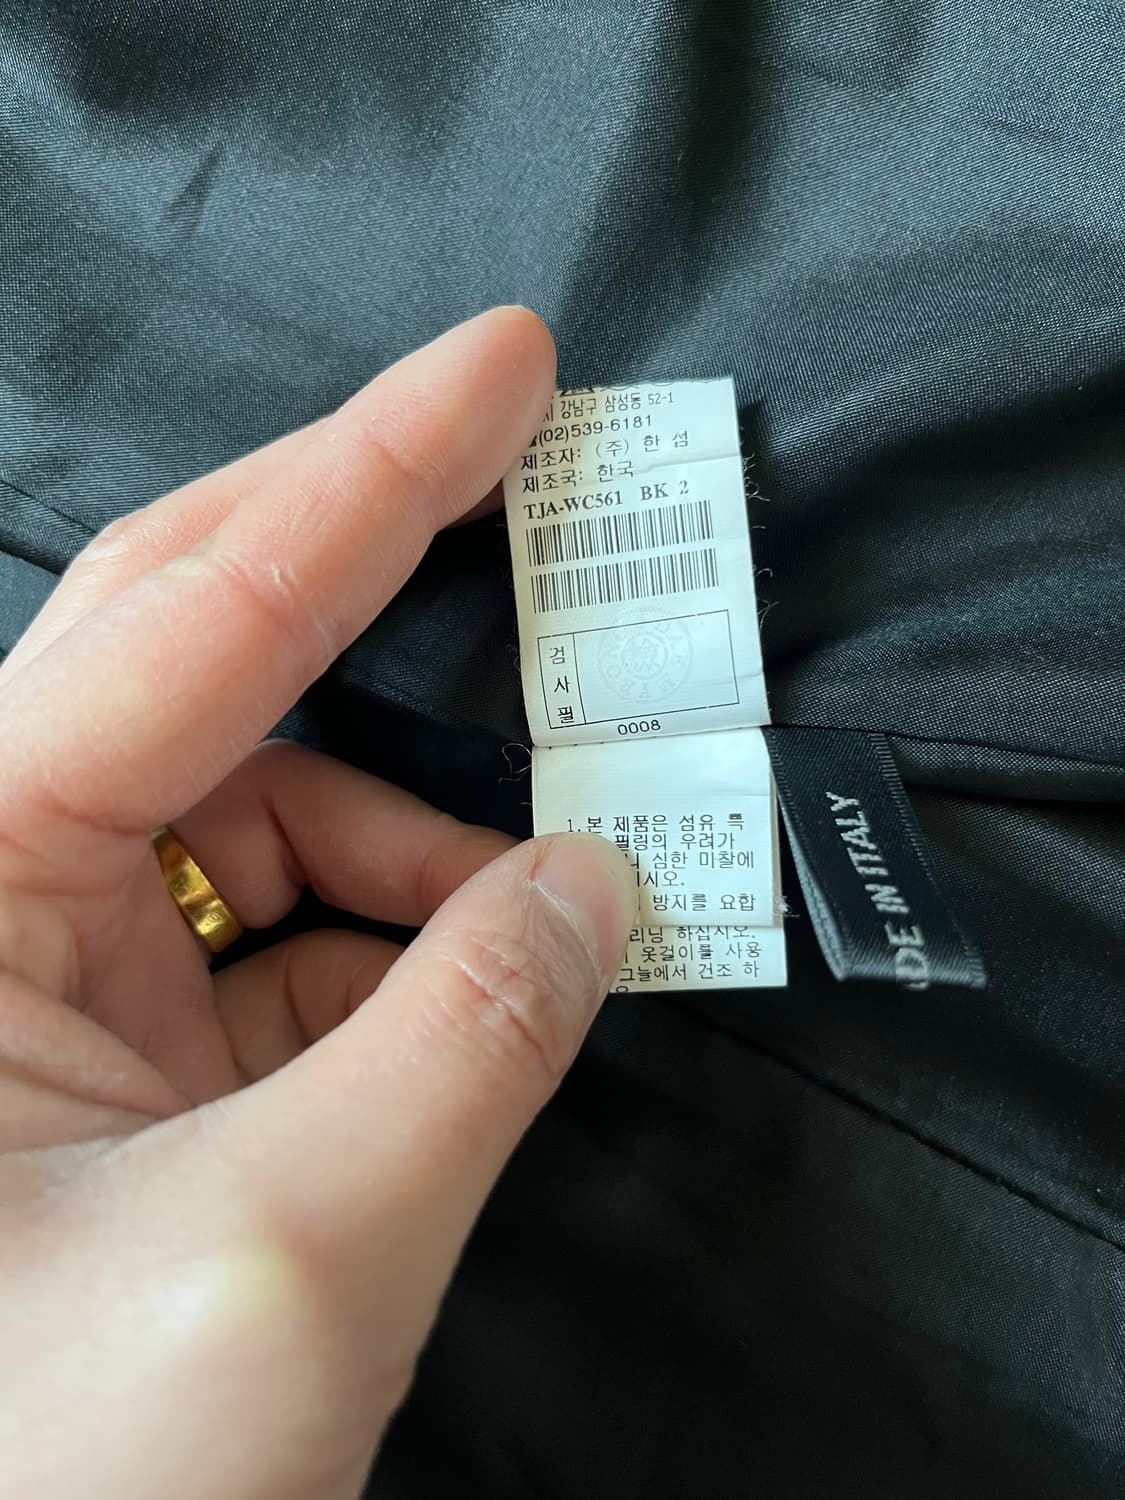 강남구 삼성동 52-1
(02)539-6181
제조자: (주) 한 섬
제조국: 한국
TJA-WC561 BK 2
검
사
필
0008
1. 본 제품은 섬유 특
필링의 우려가
심한 마찰에
시오.
방지를 요합
리닝 하십시오.
옷걸이를 사용
그늘에서 건조 하
DE IN ITALY